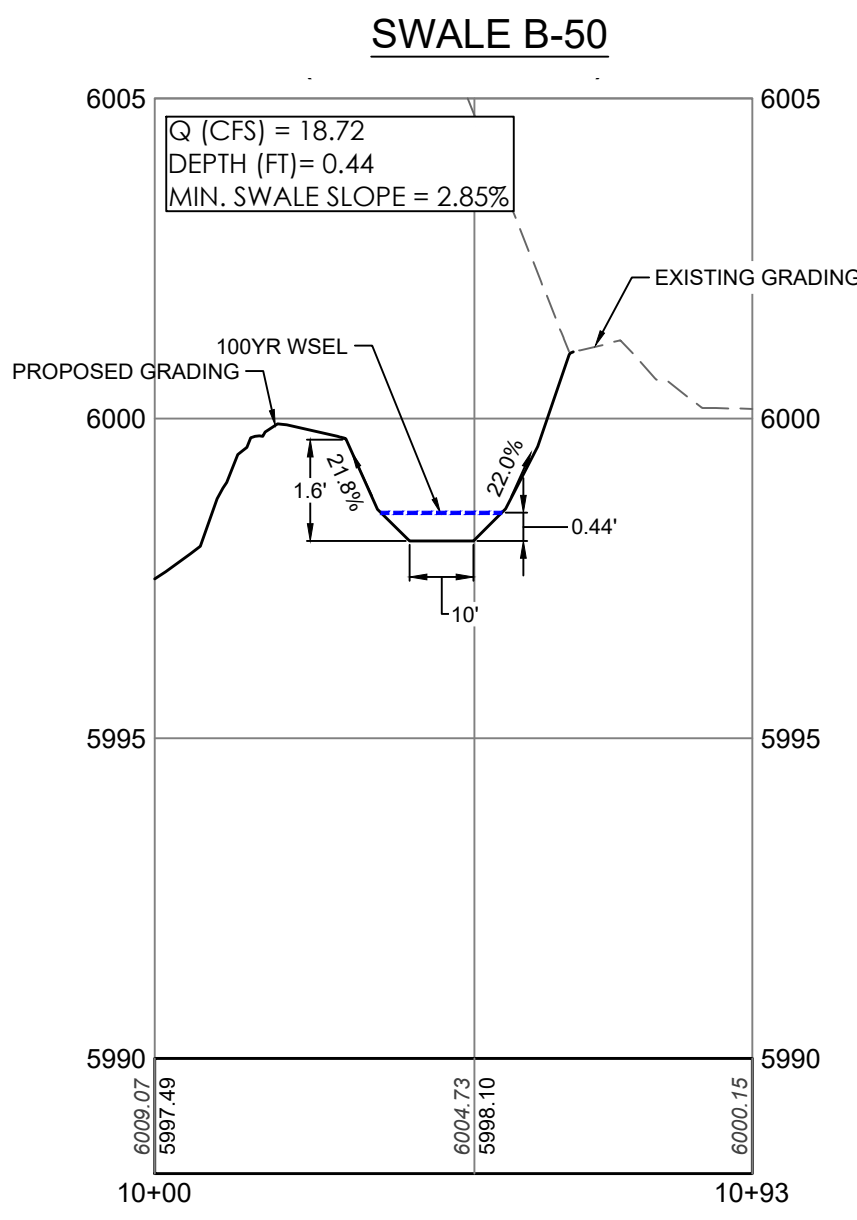 SWALE B-50
6005
6005
Q (CFS) = 18.72
DEPTH (FT)= 0.44
MIN. SWALE SLOPE = 2.85%
EXISTING GRADING
100YR WSEL
PROPOSED GRADING
6000
6000
1.6'
21.8%
22.0%
0.44'
10'
5995
5995
5990
5990
6009.07
5997.49
6004.73
5998.10
6000.15
10+00
10+93